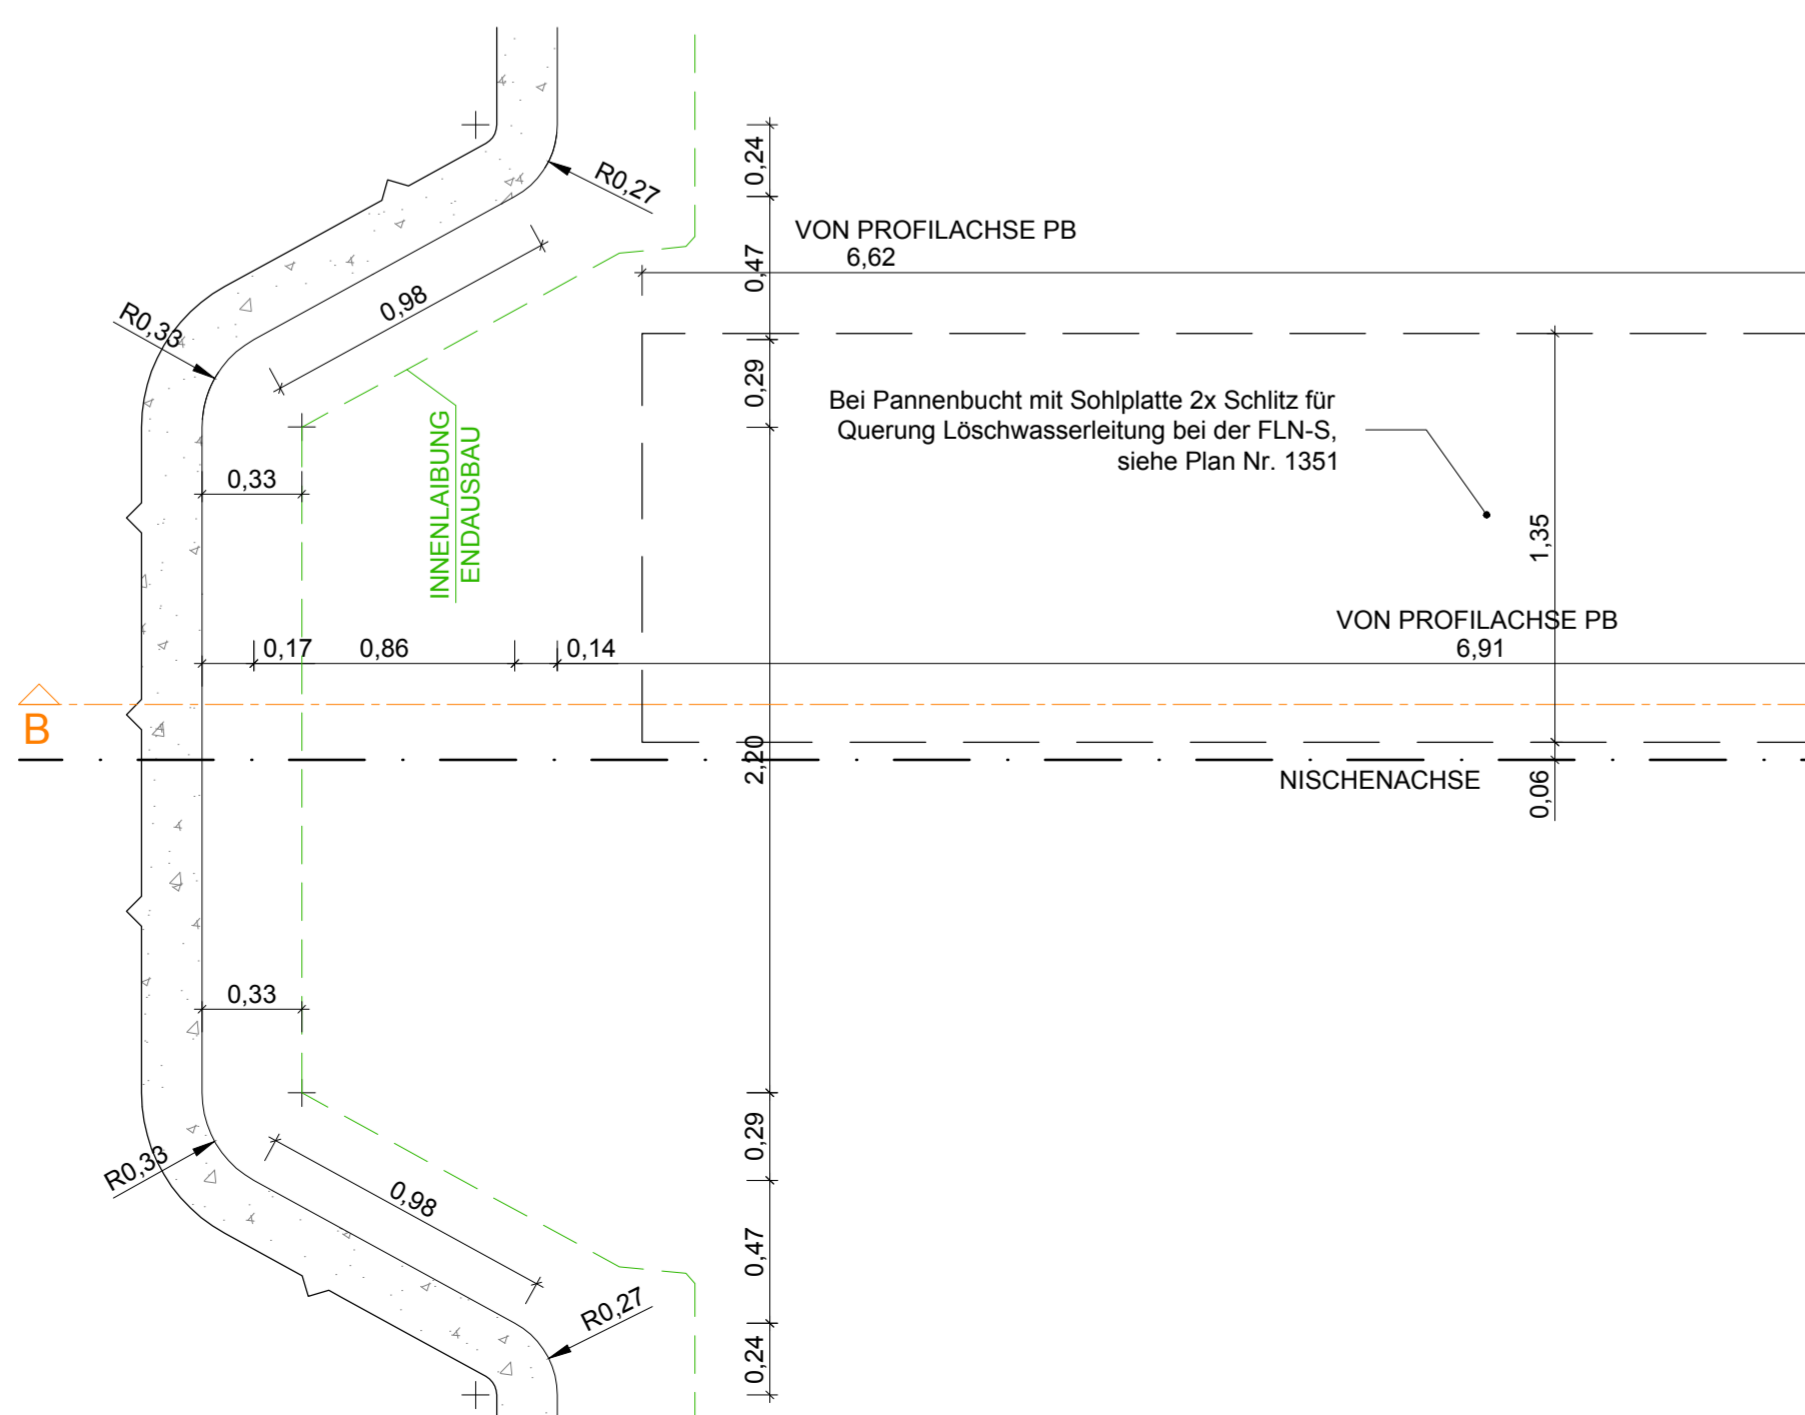 0,24
R0,27
VON PROFILACHSE PB
6,62
0,47
0,98
R0,33
0,29
Bei Pannenbucht mit Sohlplatte 2x Schlitz für
Querung Löschwasserleitung bei der FLN-S,
siehe Plan Nr. 1351
INNENLAIBUNG
ENDAUSBAU
0,33
1,35
VON PROFILACHSE PB
6,91
0,17
0,86
0,14
B
2,20
NISCHENACHSE
0,06
0,33
0,29
R0,33
0,98
0,47
R0,27
0,24